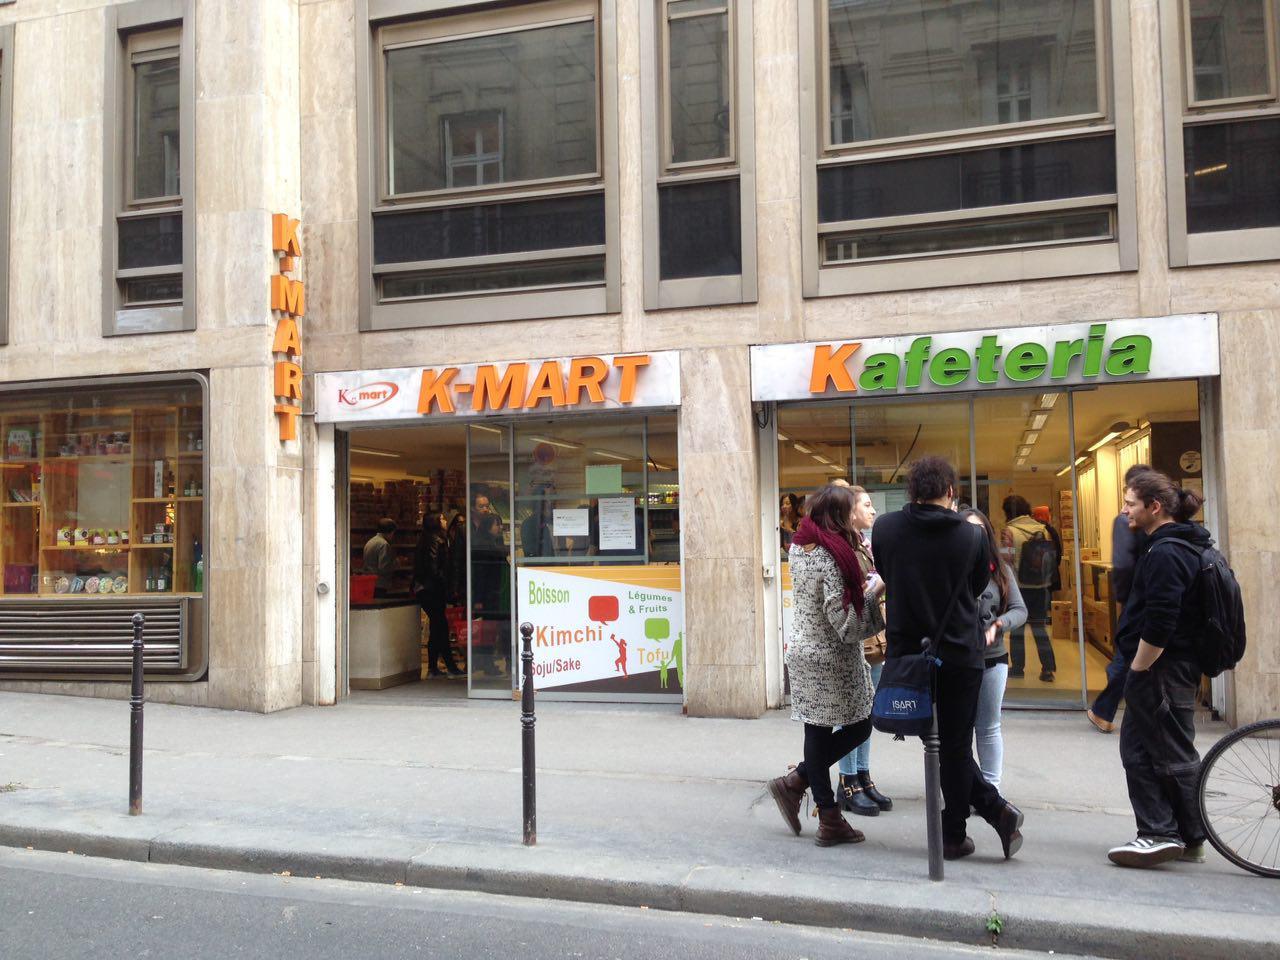 K-MART
K mart
K-MART
Kafeteria
Boisson
Légumes
& Fruits
Kimchi
Soju/Sake
Tofu
ISART